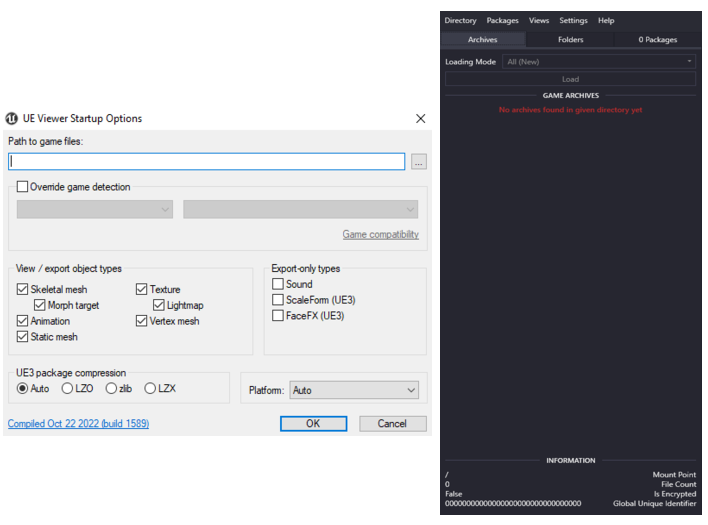 UE Viewer Startup Options
Path to game files:
...
Override game detection
Game compatibility
View / export object types
Skeletal mesh
Texture
Morph target
Lightmap
Animation
Vertex mesh
Static mesh
Export-only types
Sound
ScaleForm (UE3)
FaceFX (UE3)
UE3 package compression
Auto LZO zlib LZX
Platform: Auto
Compiled Oct 22 2022 (build 1589)
OK Cancel
Directory Packages Views Settings Help
Archives Folders 0 Packages
Loading Mode All (New)
Load
GAME ARCHIVES
No archives found in given directory yet
INFORMATION
/ Mount Point
0 File Count
False Is Encrypted
00000000000000000000000000000000 Global Unique Identifier